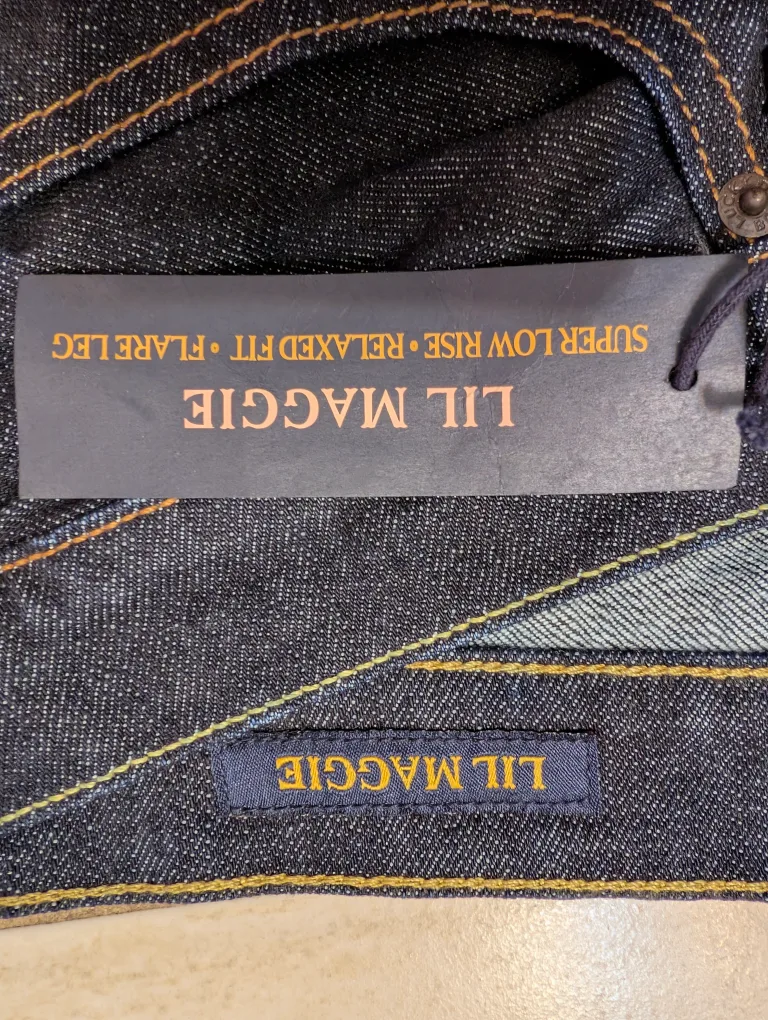 LIL MAGGIE
SUPER LOW RISE • RELAXED FIT • FLARE LEG
LIL MAGGIE